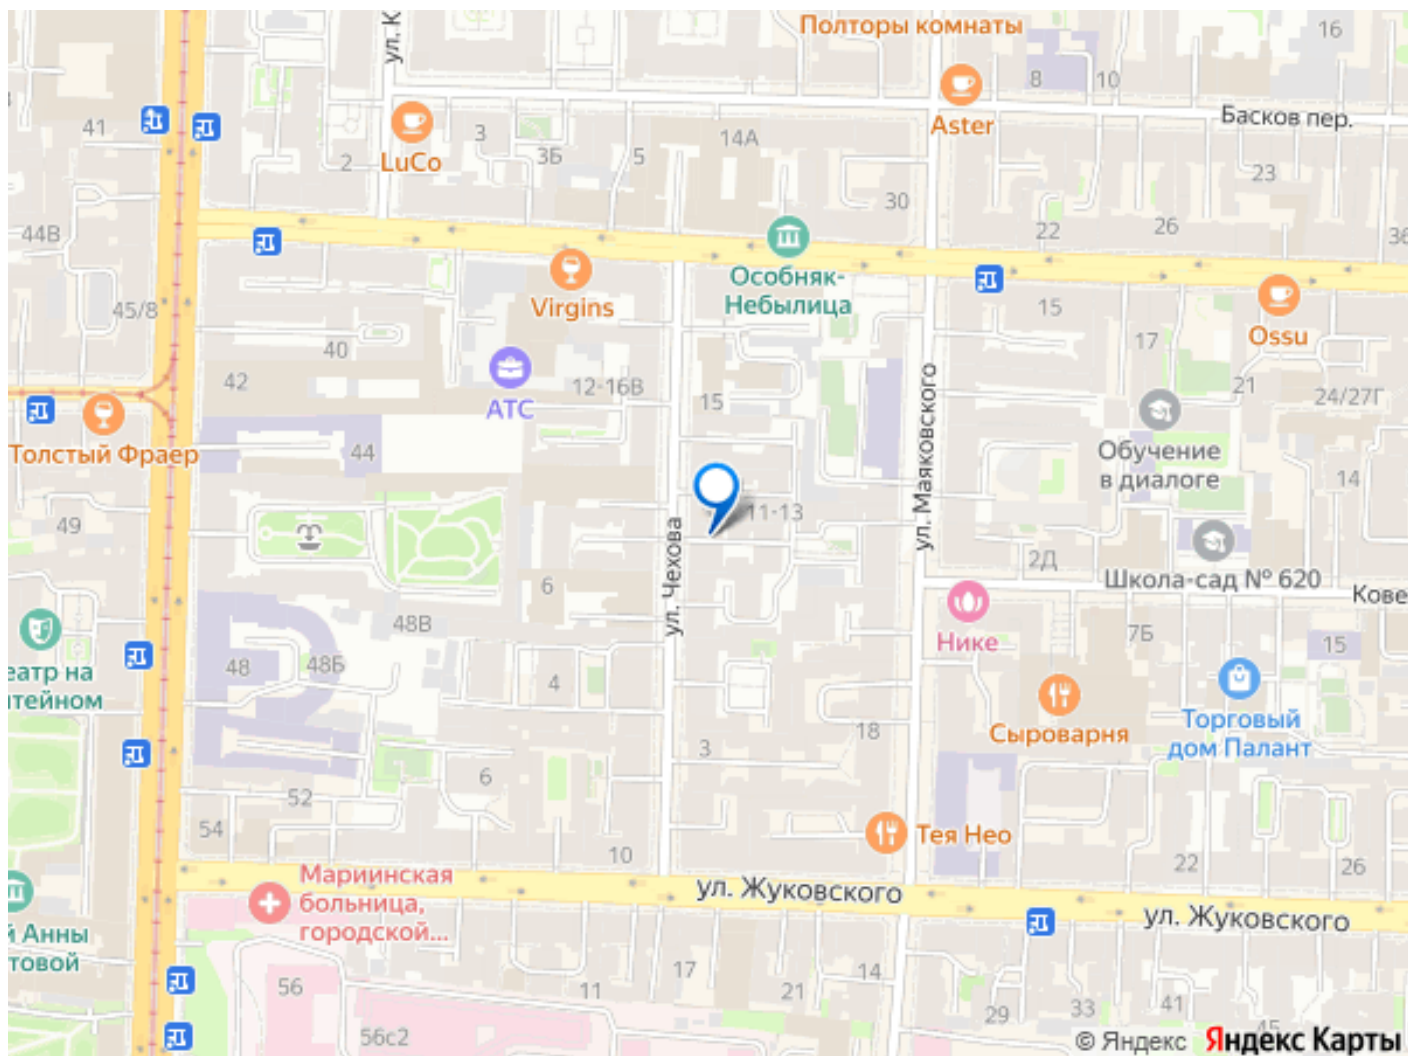 Полторы комнаты
ул. К
16
8
10
Aster
Басков пер.
41
LuCo
3
3Б
5
14А
2
23
30
44В
22
26
36
Особняк-
Небылица
Virgins
45/8
15
Ossu
40
17
42
12-16В
АТС
15
21
24/27Г
Толстый Фраер
44
Обучение
в диалоге
14
ул. Маяковского
49
11-13
ул. Чехова
2Д
Школа-сад № 620
6
Кове
48В
Нике
7Б
15
еатр на
тейном
48
48Б
4
Сыроварня
Торговый
дом Палант
18
3
6
52
54
Тея Нео
10
22
26
Мариинская
больница,
городской...
ул. Жуковского
ул. Жуковского
й Анны
товой
17
14
56
11
21
29
33
41
45
56с2
© Яндекс Яндекс Карты